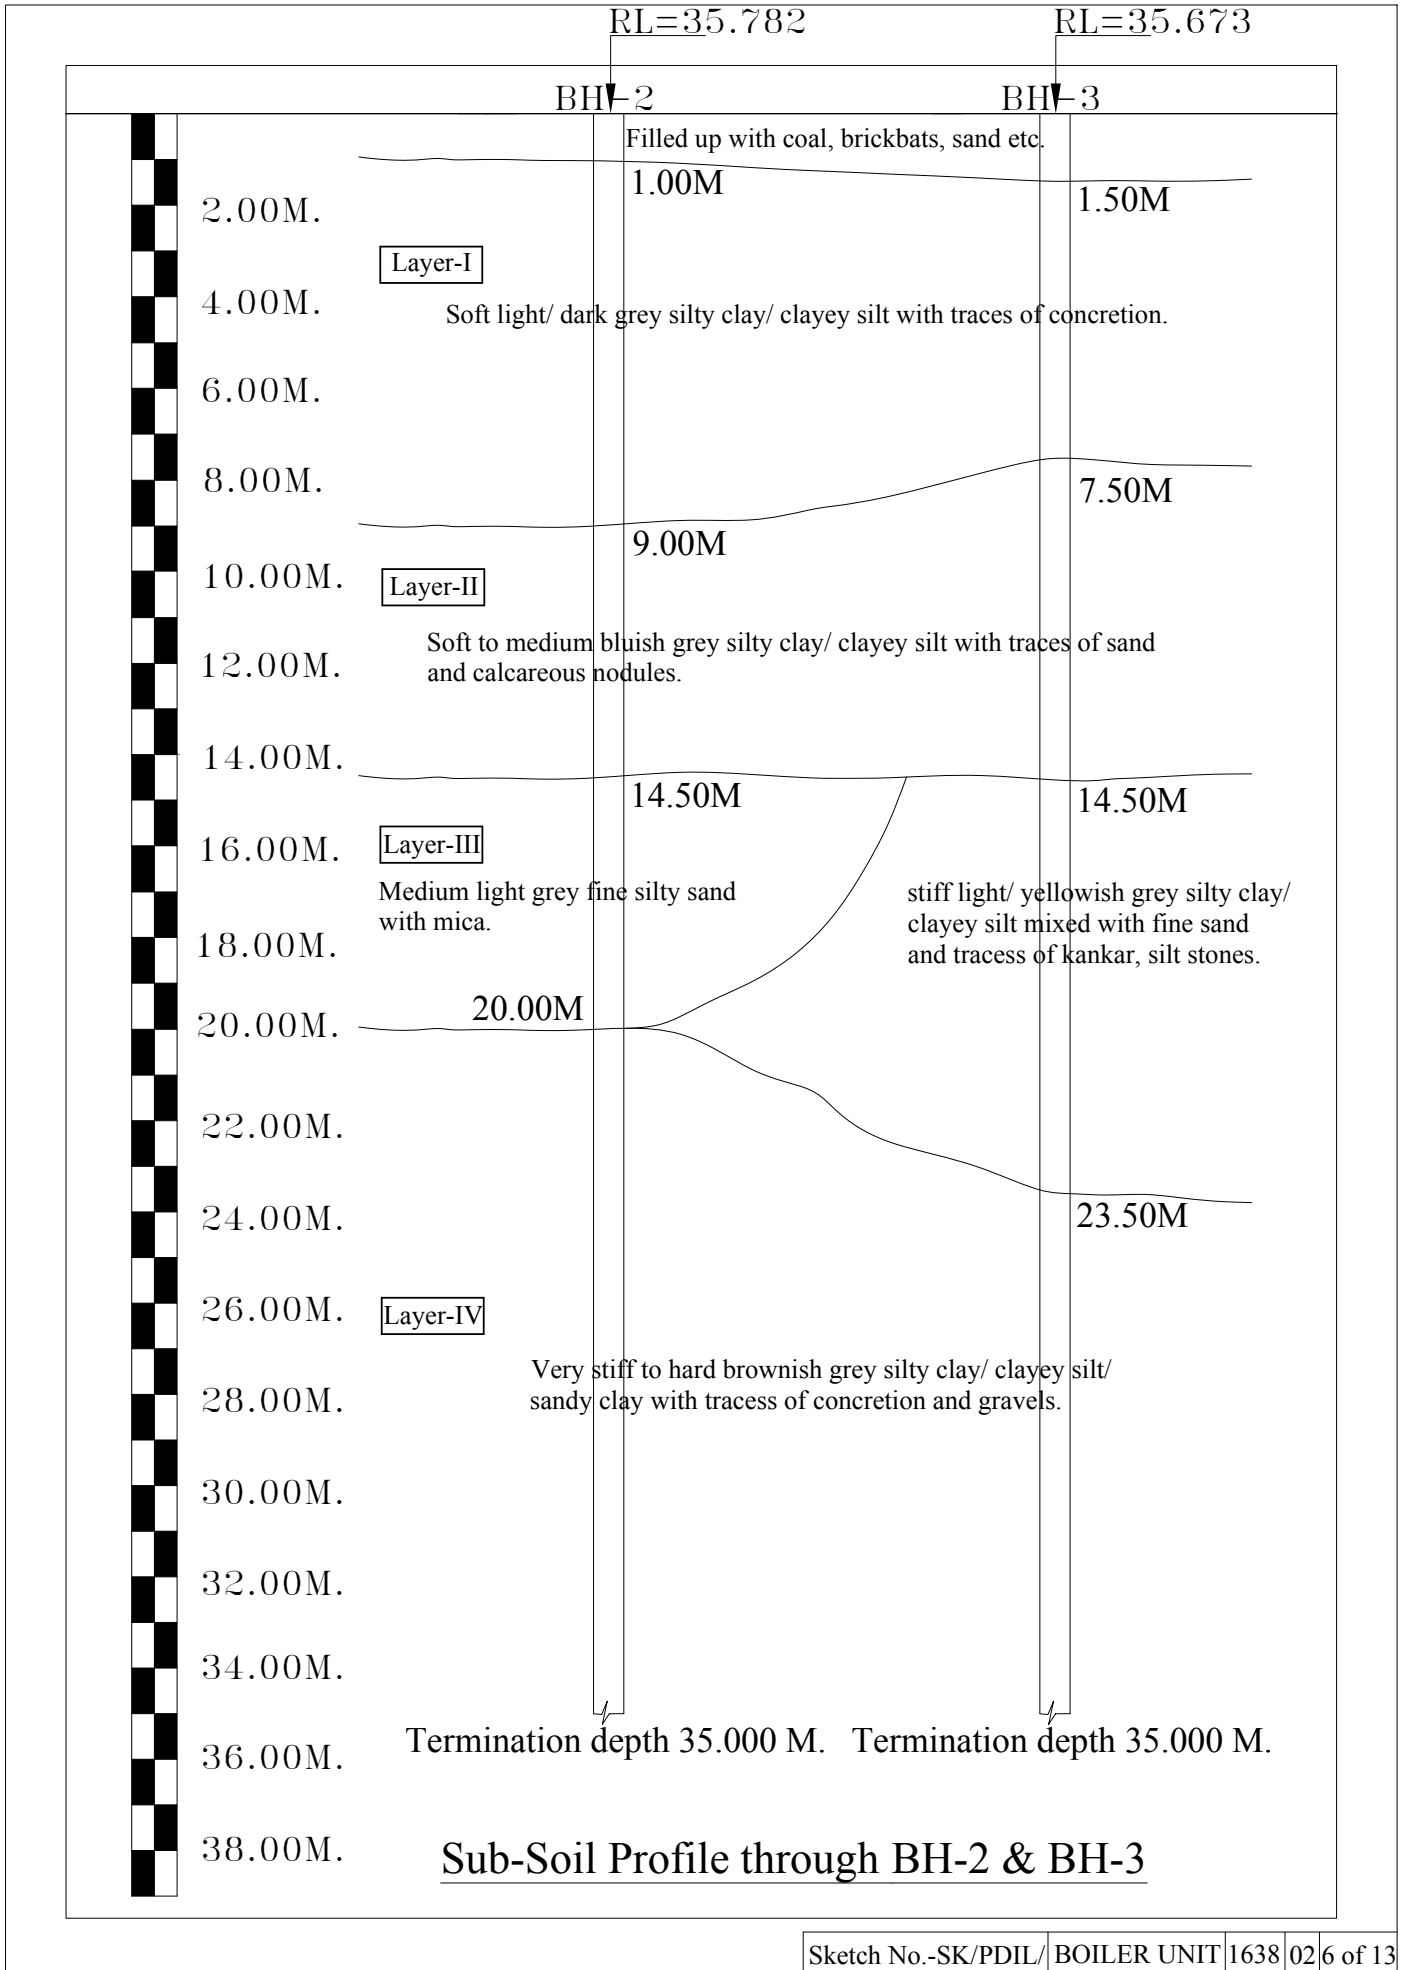 RL=35.782
RL=35.673
BH-2
BH-3
Filled up with coal, brickbats, sand etc.
1.00M
1.50M
2.00M.
Layer-I
4.00M.
Soft light/ dark grey silty clay/ clayey silt with traces of concretion.
6.00M.
8.00M.
7.50M
9.00M
10.00M.
Layer-II
Soft to medium bluish grey silty clay/ clayey silt with traces of sand
and calcareous nodules.
12.00M.
14.00M.
14.50M
14.50M
16.00M.
Layer-III
Medium light grey fine silty sand
with mica.
stiff light/ yellowish grey silty clay/
clayey silt mixed with fine sand
and tracess of kankar, silt stones.
18.00M.
20.00M
20.00M.
22.00M.
24.00M.
23.50M
26.00M.
Layer-IV
Very stiff to hard brownish grey silty clay/ clayey silt/
sandy clay with tracess of concretion and gravels.
28.00M.
30.00M.
32.00M.
34.00M.
Termination depth 35.000 M.
Termination depth 35.000 M.
36.00M.
38.00M.
Sub-Soil Profile through BH-2 & BH-3
Sketch No.-SK/PDIL/ BOILER UNIT 1638 02 6 of 13